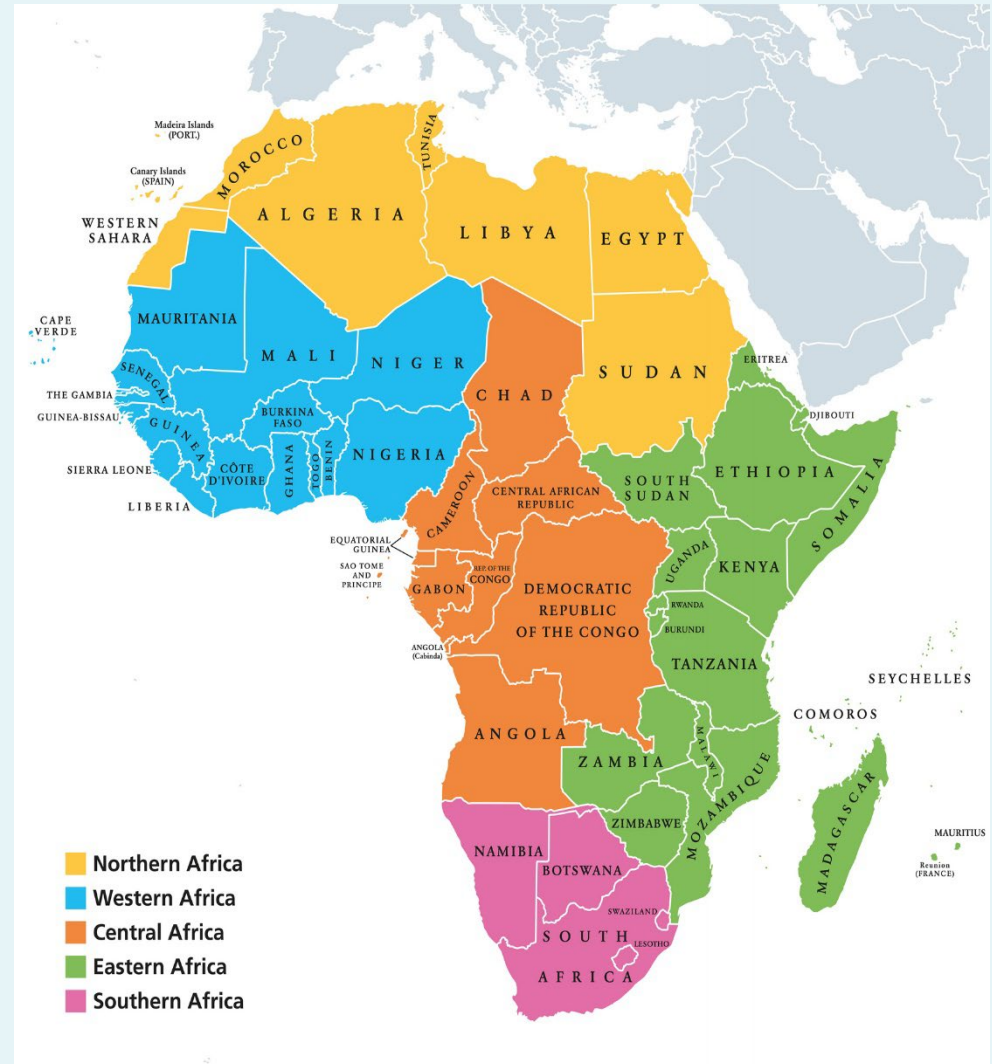 Madeira Islands
(PORT.)
Canary Islands
(SPAIN)
MOROCCO
TUNISIA
WESTERN
SAHARA
ALGERIA
LIBYA
EGYPT
CAPE
VERDE
MAURITANIA
MALI
NIGER
CHAD
SUDAN
ERITREA
SENEGAL
THE GAMBIA
GUINEA-BISSAU
GUINEA
BURKINA
FASO
DJIBOUTI
SIERRA LEONE
CÔTE
D'IVOIRE
GHANA
TOGO
BENIN
NIGERIA
LIBERIA
CAMEROON
CENTRAL AFRICAN
REPUBLIC
SOUTH
SUDAN
ETHIOPIA
SOMALIA
EQUATORIAL
GUINEA
SAO TOME
AND
PRINCIPE
GABON
REP. OF THE
CONGO
DEMOCRATIC
REPUBLIC
OF THE CONGO
UGANDA
KENYA
RWANDA
BURUNDI
ANGOLA
(Cabinda)
TANZANIA
SEYCHELLES
COMOROS
ANGOLA
ZAMBIA
MALAWI
MOZAMBIQUE
ZIMBABWE
MADAGASCAR
MAURITIUS
Reunion
(FRANCE)
NAMIBIA
BOTSWANA
SWAZILAND
LESOTHO
SOUTH
AFRICA
Northern Africa
Western Africa
Central Africa
Eastern Africa
Southern Africa